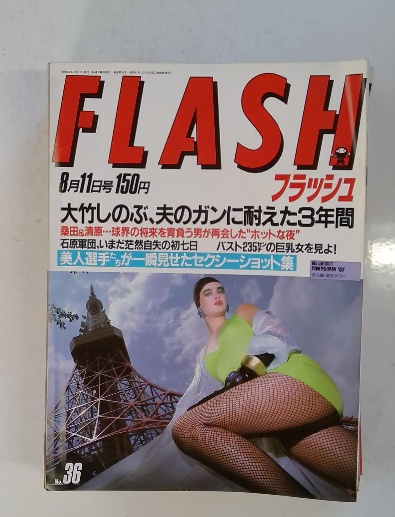 FLASH
フラッシュ
8月11日号 150円
大竹しのぶ、夫のガンに耐えた3年間
桑田&清原…球界の将来を背負う男が再会した"ホットな夜"
石原軍団、いまだ茫然自失の初七日 バスト235㌢の巨乳女を見よ!
美人選手たちが一瞬見せたセクシーショット集
'87
No.36